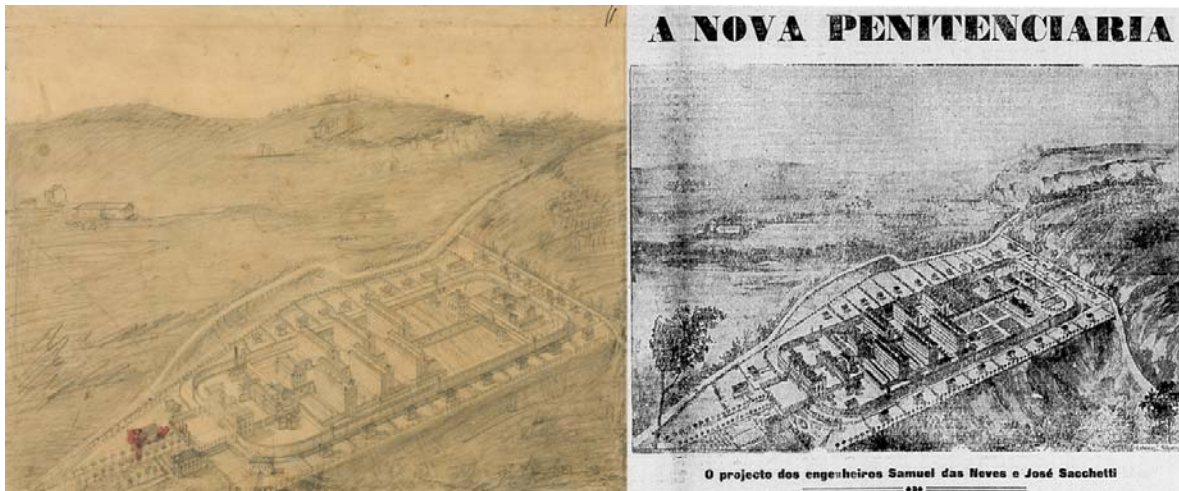 A NOVA PENITENCIARIA
O projecto dos engenheiros Samuel das Neves e José Sacchetti